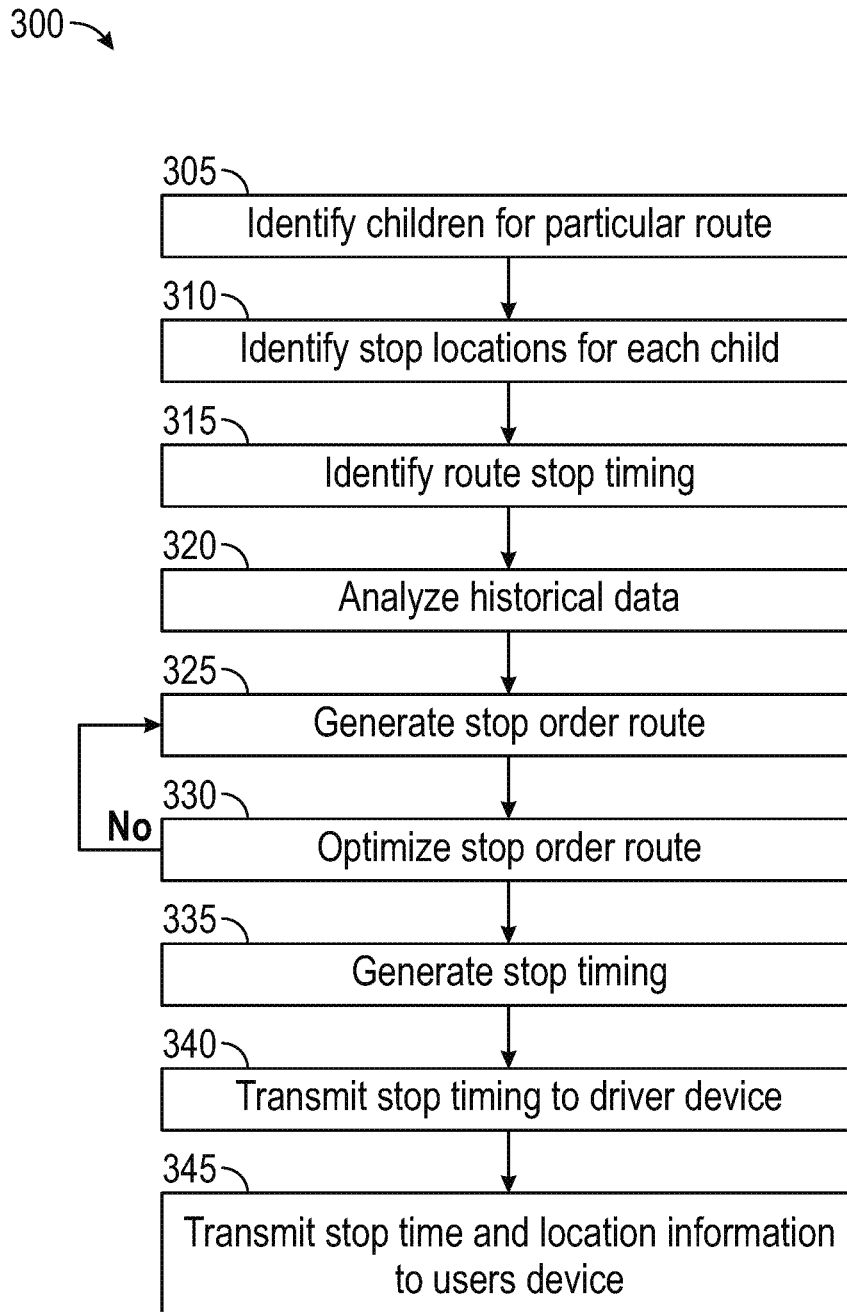 300
305
Identify children for particular route
310
Identify stop locations for each child
315
Identify route stop timing
320
Analyze historical data
325
Generate stop order route
330
No
Optimize stop order route
335
Generate stop timing
340
Transmit stop timing to driver device
345
Transmit stop time and location information
to users device